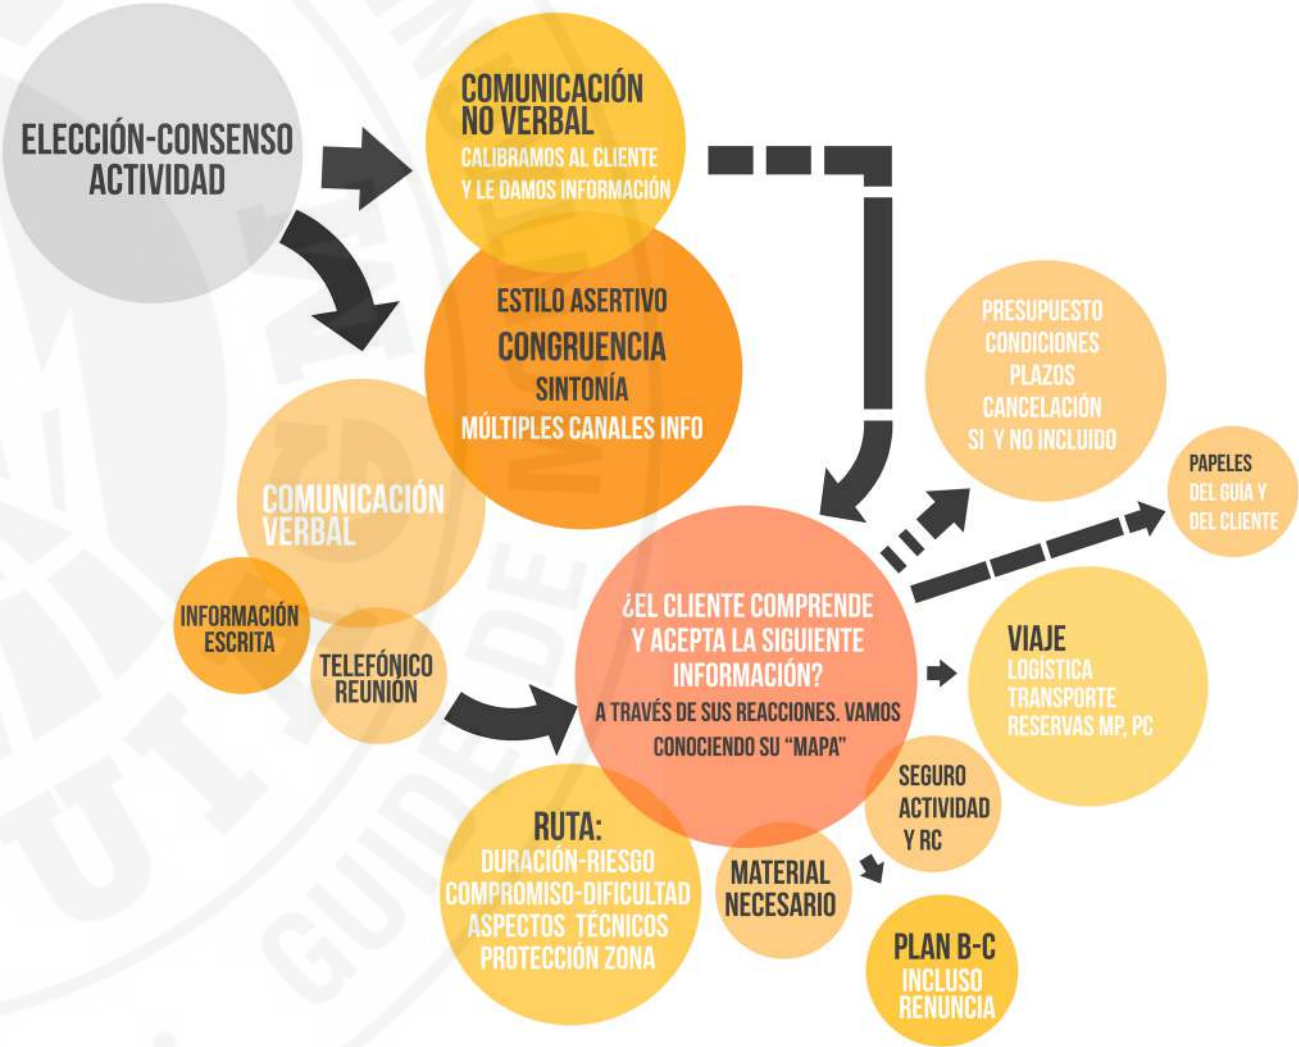 ELECCIÓN-CONSENSO
ACTIVIDAD
COMUNICACIÓN
NO VERBAL
CALIBRAMOS AL CLIENTE
Y LE DAMOS INFORMACIÓN
ESTILO ASERTIVO
CONGRUENCIA
SINTONÍA
MÚLTIPLES CANALES INFO
COMUNICACIÓN
VERBAL
INFORMACIÓN
ESCRITA
TELEFÓNICO
REUNIÓN
¿EL CLIENTE COMPRENDE
Y ACEPTA LA SIGUIENTE
INFORMACIÓN?
A TRAVÉS DE SUS REACCIONES. VAMOS
CONOCIENDO SU “MAPA”
PRESUPUESTO
CONDICIONES
PLAZOS
CANCELACIÓN
SI Y NO INCLUIDO
PAPELES
DEL GUÍA Y
DEL CLIENTE
VIAJE
LOGÍSTICA
TRANSPORTE
RESERVAS MP, PC
SEGURO
ACTIVIDAD
Y RC
MATERIAL
NECESARIO
PLAN B-C
INCLUSO
RENUNCIA
RUTA:
DURACIÓN-RIESGO
COMPROMISO-DIFICULTAD
ASPECTOS TÉCNICOS
PROTECCIÓN ZONA